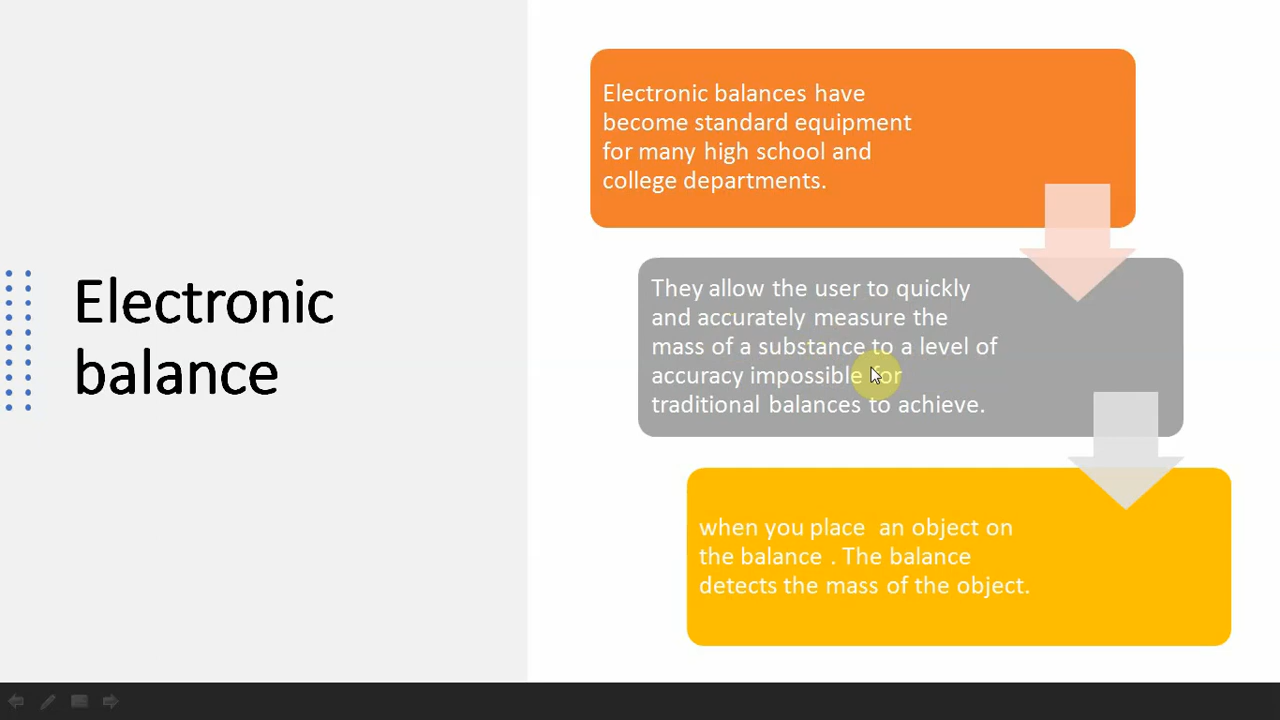 Electronic
balance
Electronic balances have
become standard equipment
for many high school and
college departments.
They allow the user to quickly
and accurately measure the
mass of a substance to a level of
accuracy impossible for
traditional balances to achieve.
when you place  an object on
the balance . The balance
detects the mass of the object.